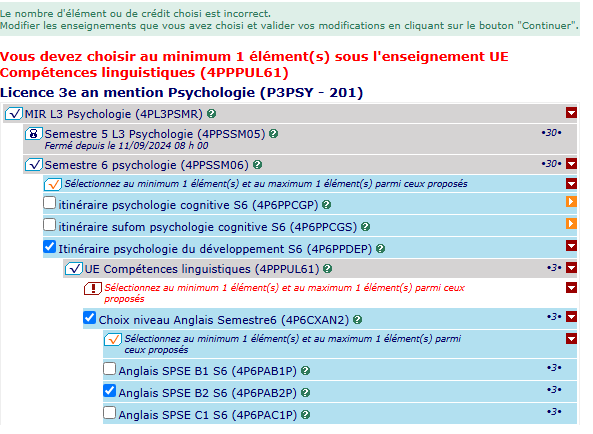 Le nombre d'élément ou de crédit choisi est incorrect.
Modifier les enseignements que vous avez choisi et valider vos modifications en cliquant sur le bouton "Continuer".
Vous devez choisir au minimum 1 élément(s) sous l'enseignement UE
Compétences linguistiques (4PPPUL61)
Licence 3e an mention Psychologie (P3PSY - 201)
MIR L3 Psychologie (4PL3PSMR) ?
Semestre 5 L3 Psychologie (4PPSSM05) ? •30•
Fermé depuis le 11/09/2024 08 h 00
Semestre 6 psychologie (4PPSSM06) ? •30•
Sélectionnez au minimum 1 élément(s) et au maximum 1 élément(s) parmi ceux proposés
itinéraire psychologie cognitive S6 (4P6PPCGP) ?
itinéraire sufom psychologie cognitive S6 (4P6PPCGS) ?
Itinéraire psychologie du développement S6 (4P6PPDEP) ?
UE Compétences linguistiques (4PPPUL61) ? •3•
! Sélectionnez au minimum 1 élément(s) et au maximum 1 élément(s) parmi ceux
proposés
Choix niveau Anglais Semestre6 (4P6CXAN2) ? •3•
Sélectionnez au minimum 1 élément(s) et au maximum 1 élément(s) parmi
ceux proposés
Anglais SPSE B1 S6 (4P6PAB1P) ? •3•
Anglais SPSE B2 S6 (4P6PAB2P) ? •3•
Anglais SPSE C1 S6 (4P6PAC1P) ? •3•